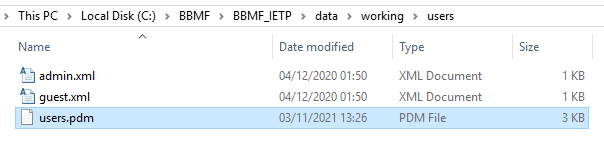 This PC > Local Disk (C:) > BBMF > BBMF_IETP > data > working > users
Name Date modified Type Size
admin.xml 04/12/2020 01:50 XML Document 1 KB
guest.xml 04/12/2020 01:50 XML Document 1 KB
users.pdm 03/11/2021 13:26 PDM File 3 KB